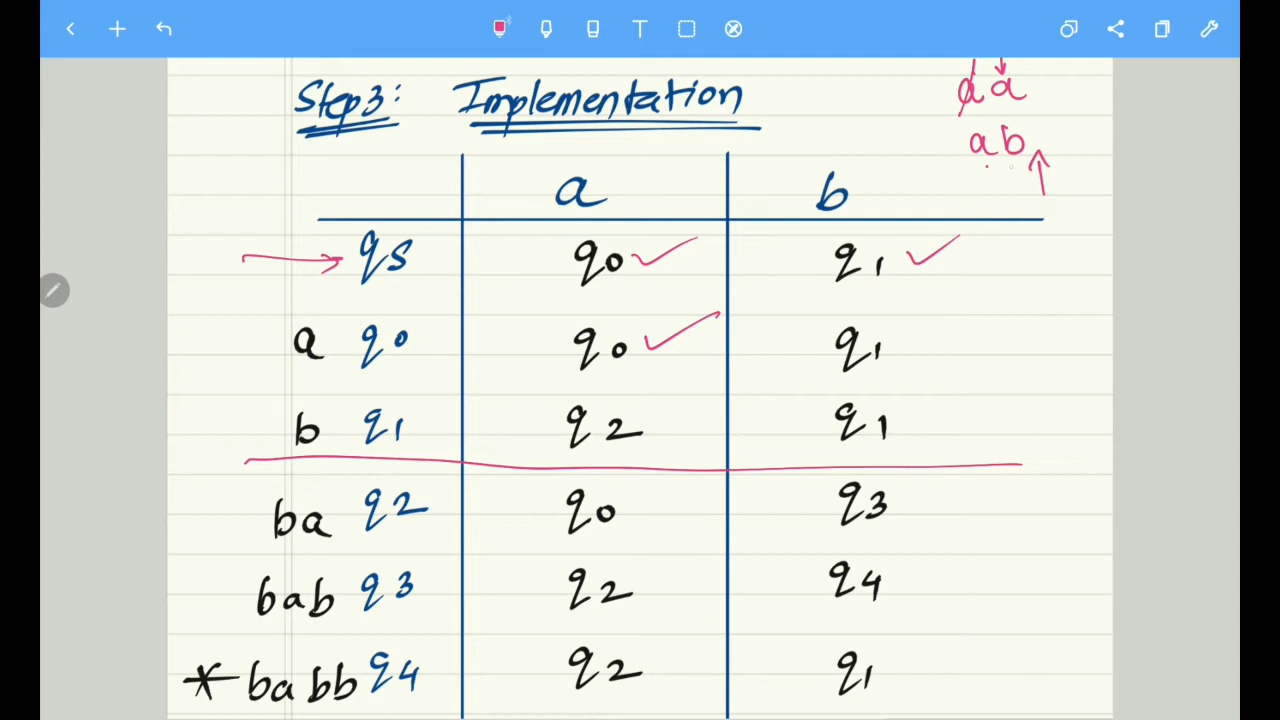 Step3: Implementation
a a
a b
a b
qs q0 q1
a q0 q0 q1
b q1 q2 q1
ba q2 q0 q3
bab q3 q2 q4
* babb q4 q2 q1